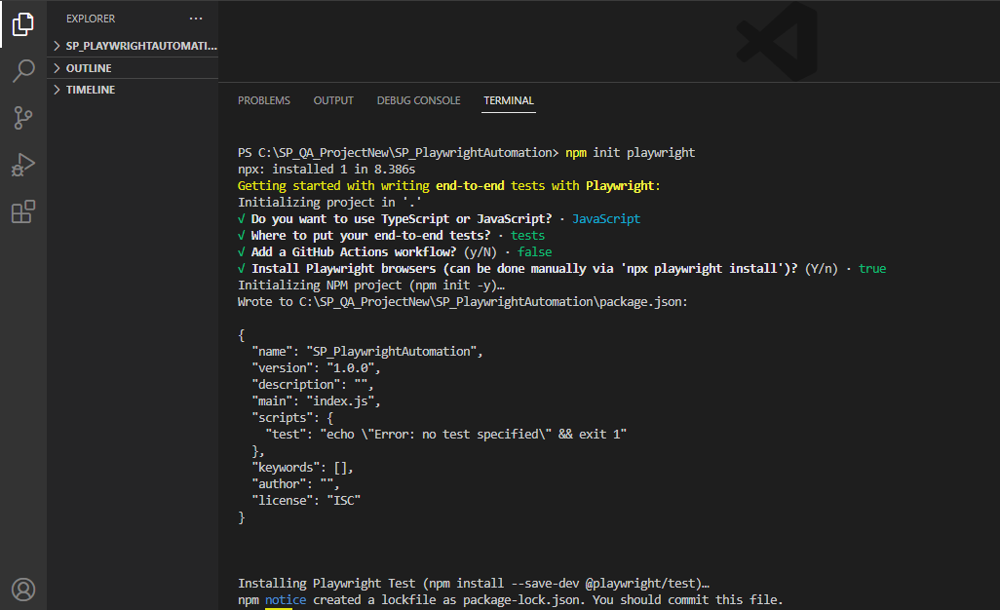 EXPLORER ...
SP_PLAYWRIGHTAUTOMATI...
OUTLINE
TIMELINE
PROBLEMS OUTPUT DEBUG CONSOLE TERMINAL
PS C:\SP_QA_ProjectNew\SP_PlaywrightAutomation> npm init playwright
npx: installed 1 in 8.386s
Getting started with writing end-to-end tests with Playwright:
Initializing project in '.'
√ Do you want to use TypeScript or JavaScript? · JavaScript
√ Where to put your end-to-end tests? · tests
√ Add a GitHub Actions workflow? (y/N) · false
√ Install Playwright browsers (can be done manually via 'npx playwright install')? (Y/n) · true
Initializing NPM project (npm init -y)…
Wrote to C:\SP_QA_ProjectNew\SP_PlaywrightAutomation\package.json:
{
  "name": "SP_PlaywrightAutomation",
  "version": "1.0.0",
  "description": "",
  "main": "index.js",
  "scripts": {
    "test": "echo \"Error: no test specified\" && exit 1"
  },
  "keywords": [],
  "author": "",
  "license": "ISC"
}
Installing Playwright Test (npm install --save-dev @playwright/test)…
npm notice created a lockfile as package-lock.json. You should commit this file.